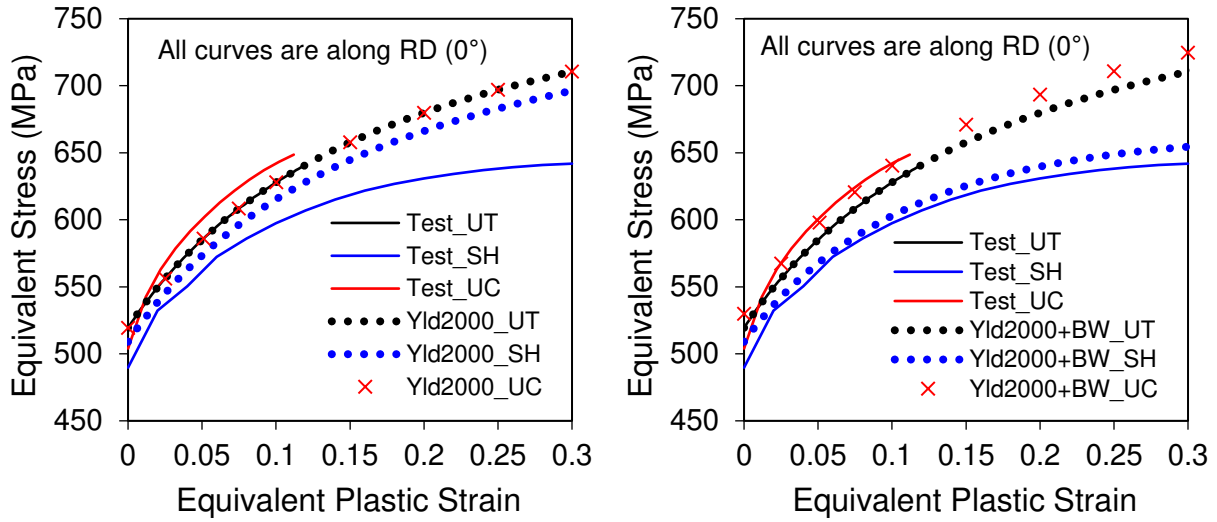 All curves are along RD (0°)
Equivalent Stress (MPa)
750
700
650
600
550
500
450
Test_UT
Test_SH
Test_UC
Yld2000_UT
Yld2000_SH
Yld2000_UC
0 0.05 0.1 0.15 0.2 0.25 0.3
Equivalent Plastic Strain
All curves are along RD (0°)
Equivalent Stress (MPa)
750
700
650
600
550
500
450
Test_UT
Test_SH
Test_UC
Yld2000+BW_UT
Yld2000+BW_SH
Yld2000+BW_UC
0 0.05 0.1 0.15 0.2 0.25 0.3
Equivalent Plastic Strain